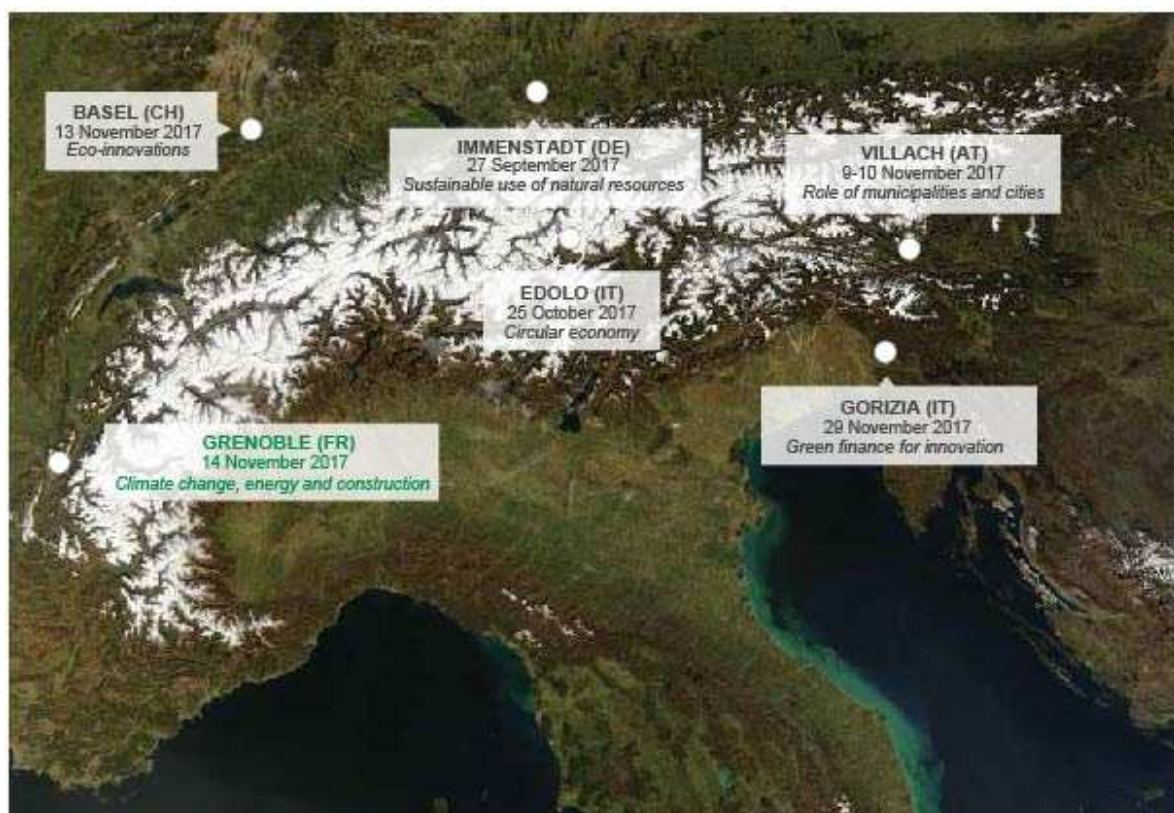 BASEL (CH)
13 November 2017
Eco-innovations
IMMENSTADT (DE)
27 September 2017
Sustainable use of natural resources
VILLACH (AT)
9-10 November 2017
Role of municipalities and cities
EDOLO (IT)
25 October 2017
Circular economy
GORIZIA (IT)
29 November 2017
Green finance for innovation
GRENOBLE (FR)
14 November 2017
Climate change, energy and construction